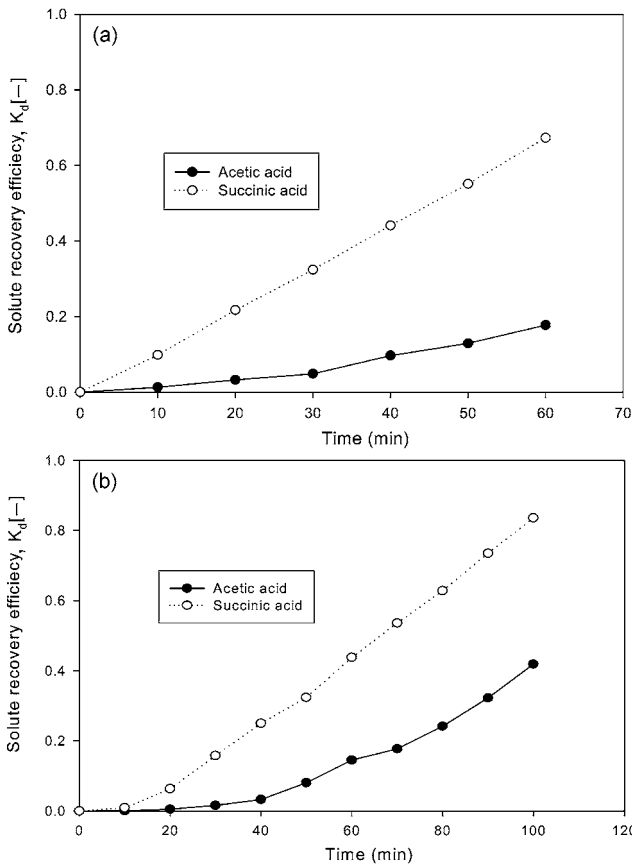 (a)
1.0
0.8
0.6
0.4
0.2
0.0
Solute recovery efficiecy, K_d[—]
Acetic acid
Succinic acid
0 10 20 30 40 50 60 70
Time (min)
(b)
1.0
0.8
0.6
0.4
0.2
0.0
Solute recovery efficiecy, K_d[—]
Acetic acid
Succinic acid
0 20 40 60 80 100 120
Time (min)